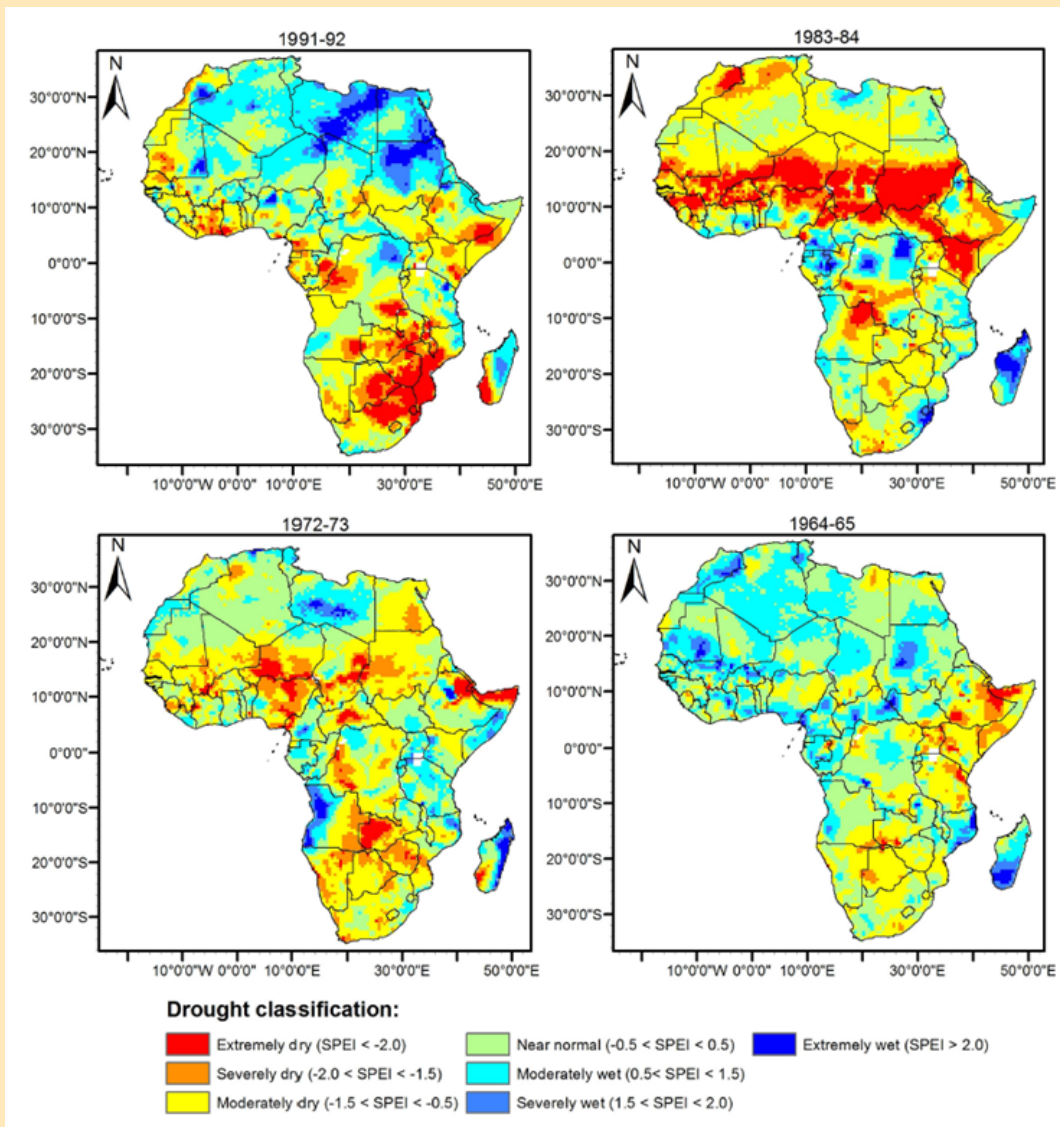 1991-92
1983-84
N
N
30°0'0"N
30°0'0"N
20°0'0"N
20°0'0"N
10°0'0"N
10°0'0"N
0°0'0"S
0°0'0"S
10°0'0"S
10°0'0"S
20°0'0"S
20°0'0"S
30°0'0"S
30°0'0"S
10°0'0"W 0°0'0" 10°0'0"E 30°0'0"E 50°0'0"E
10°0'0"W 0°0'0" 10°0'0"E 30°0'0"E 50°0'0"E
1972-73
1964-65
N
N
30°0'0"N
30°0'0"N
20°0'0"N
20°0'0"N
10°0'0"N
10°0'0"N
0°0'0"S
0°0'0"S
10°0'0"S
10°0'0"S
20°0'0"S
20°0'0"S
30°0'0"S
30°0'0"S
10°0'0"W 0°0'0" 10°0'0"E 30°0'0"E 50°0'0"E
10°0'0"W 0°0'0" 10°0'0"E 30°0'0"E 50°0'0"E
Drought classification:
Extremely dry (SPEI < -2.0)
Near normal (-0.5 < SPEI < 0.5)
Extremely wet (SPEI > 2.0)
Severely dry (-2.0 < SPEI < -1.5)
Moderately wet (0.5< SPEI < 1.5)
Moderately dry (-1.5 < SPEI < -0.5)
Severely wet (1.5 < SPEI < 2.0)